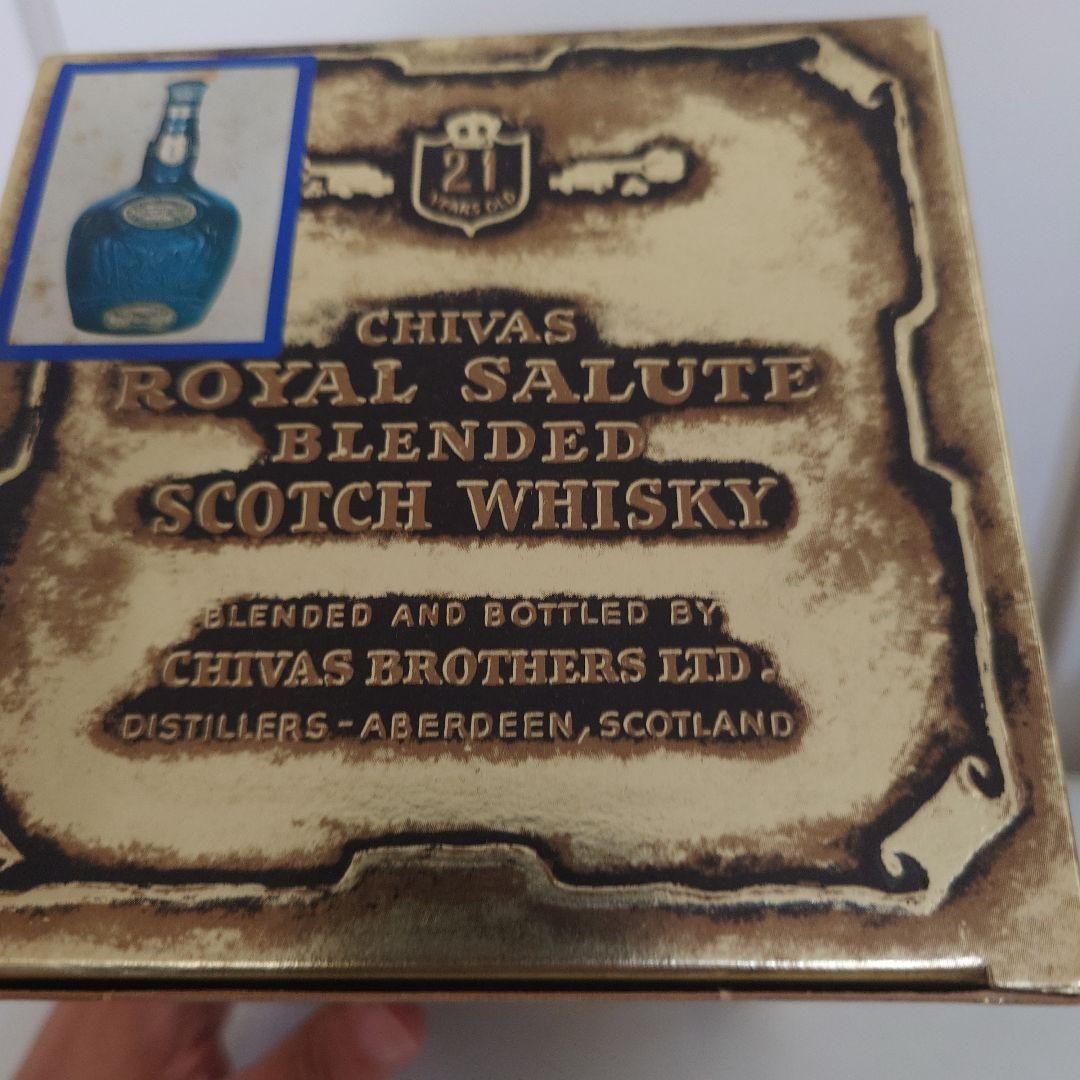 21
YEARS OLD
CHIVAS
ROYAL SALUTE
BLENDED
SCOTCH WHISKY
BLENDED AND BOTTLED BY
CHIVAS BROTHERS LTD.
DISTILLERS-ABERDEEN, SCOTLAND